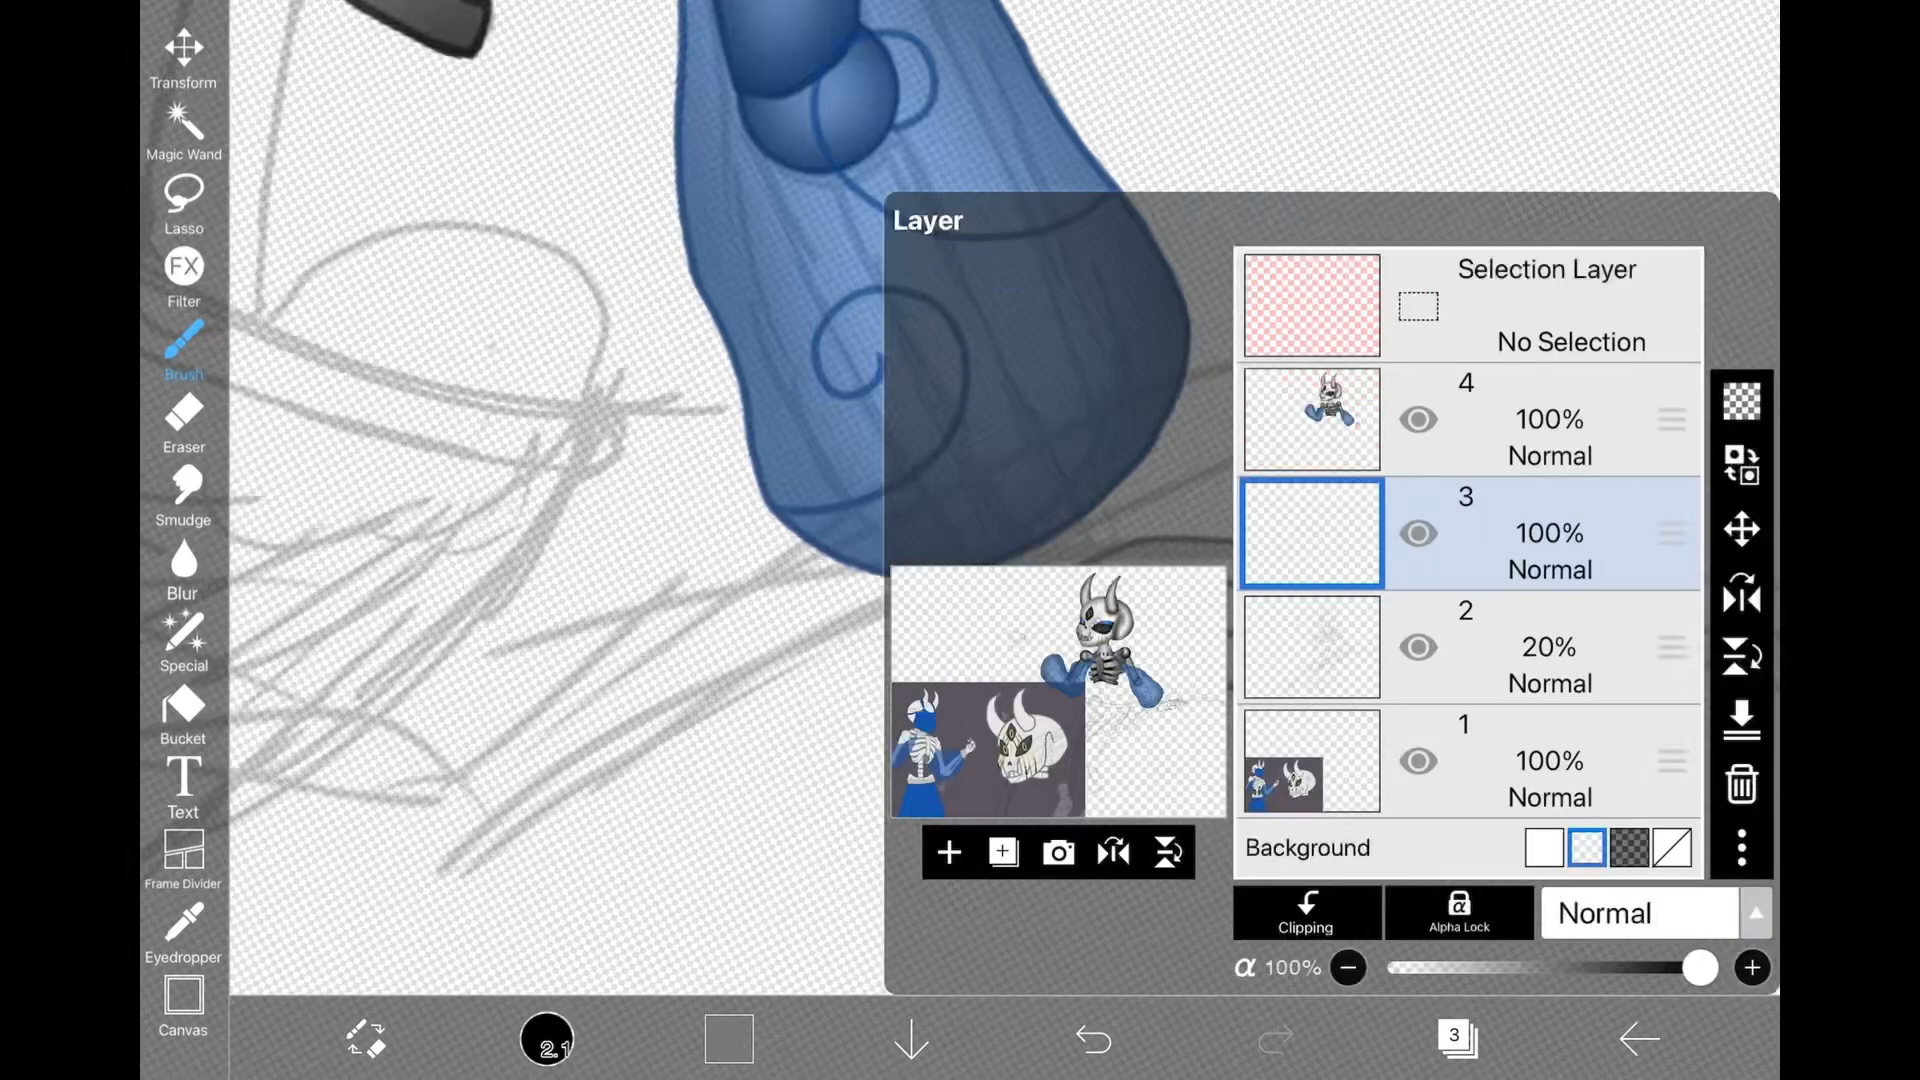 Transform
Magic Wand
Lasso
FX
Filter
Brush
Eraser
Smudge
Blur
Special
Bucket
T
Text
Frame Divider
Eyedropper
Canvas
Layer
Selection Layer
No Selection
4
100%
Normal
3
100%
Normal
2
20%
Normal
1
100%
Normal
Background
Clipping
α
Alpha Lock
Normal
α 100%
2.1
3